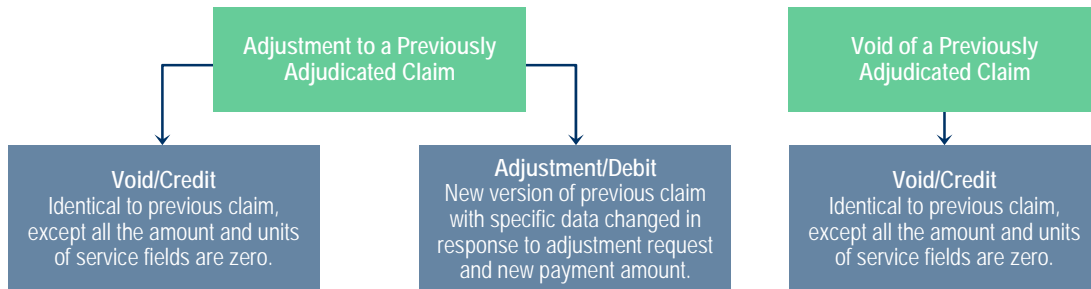 Adjustment to a Previously
Adjudicated Claim
Void of a Previously
Adjudicated Claim
Void/Credit
Identical to previous claim,
except all the amount and units
of service fields are zero.
Adjustment/Debit
New version of previous claim
with specific data changed in
response to adjustment request
and new payment amount.
Void/Credit
Identical to previous claim,
except all the amount and units
of service fields are zero.